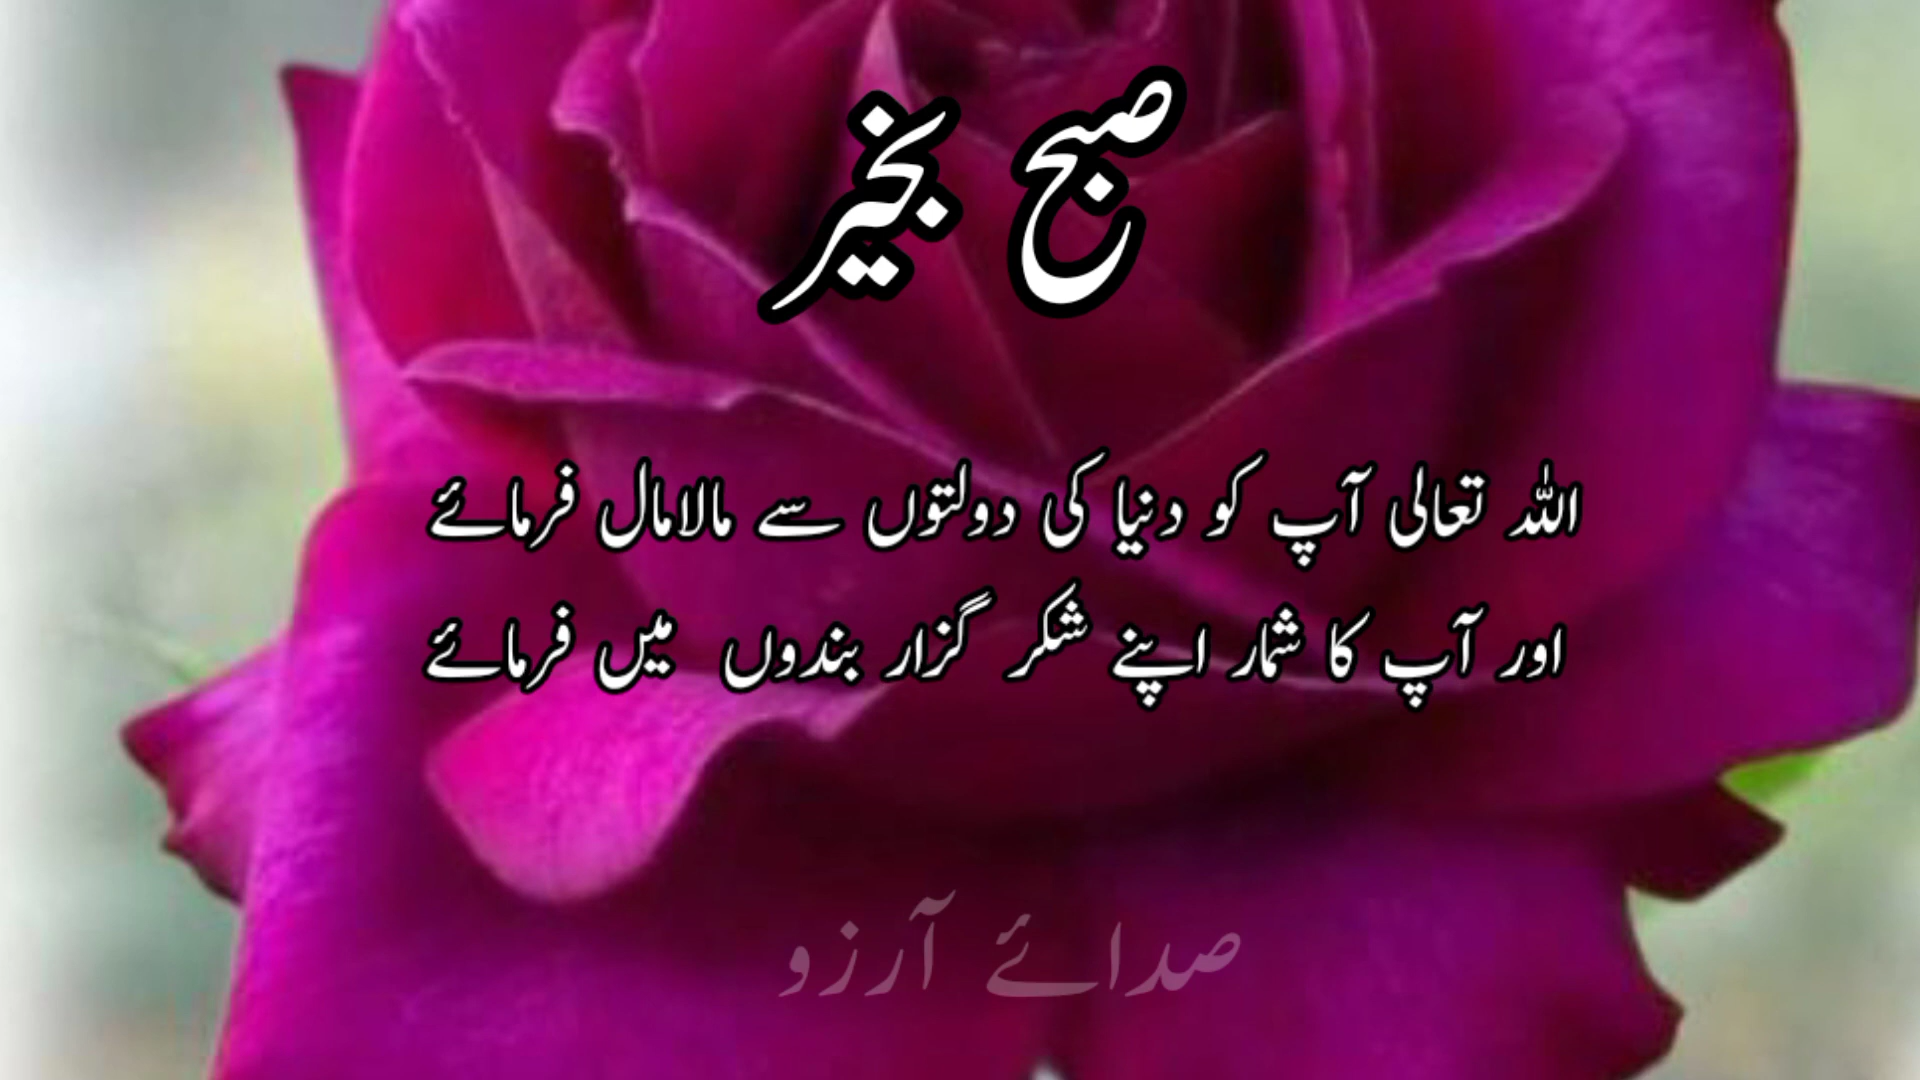 صبح بخیر
اللہ تعالی آپ کو دنیا کی دولتوں سے مالامال فرمائے
اور آپ کا شمار اپنے شکر گزار بندوں میں فرمائے
صدائے آرزو